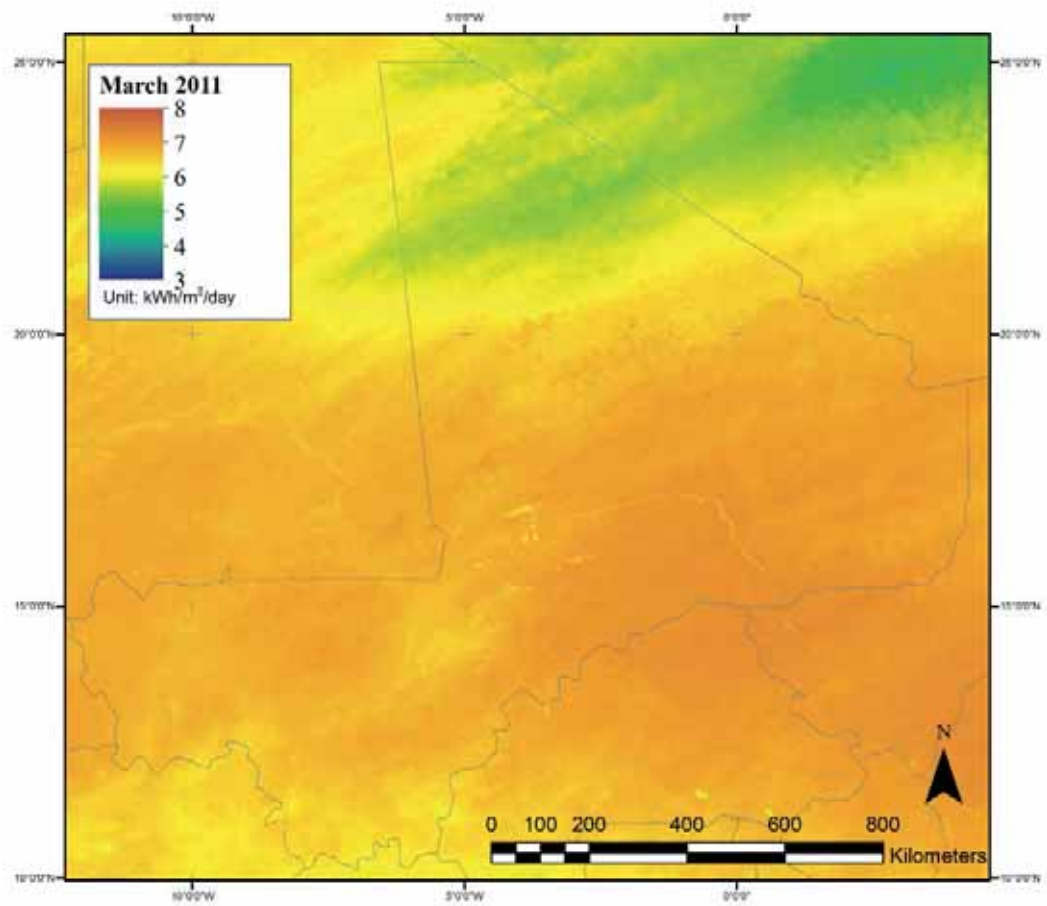 10°0'0"W 5°0'0"W 0°0'0"
25°0'0"N 25°0'0"N
March 2011
8
7
6
5
4
3
Unit: kWh/m²/day
20°0'0"N 20°0'0"N
15°0'0"N 15°0'0"N
N
0 100 200 400 600 800
Kilometers
10°0'0"N 10°0'0"N
10°0'0"W 5°0'0"W 0°0'0"